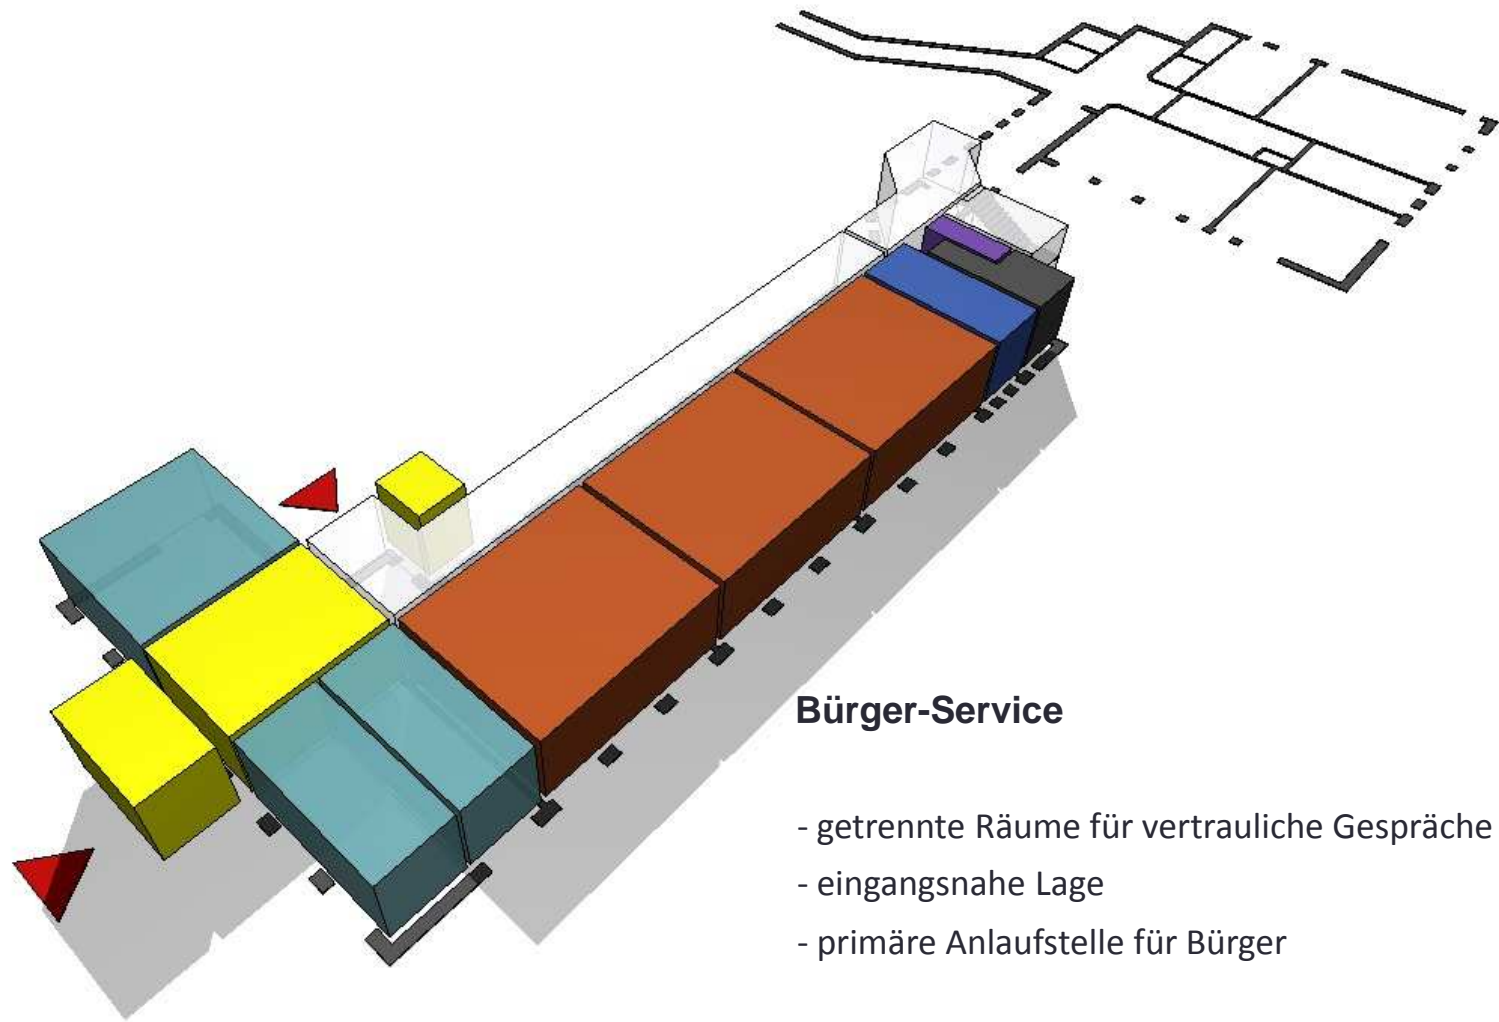 Bürger-Service
- getrennte Räume für vertrauliche Gespräche
- eingangsnahe Lage
- primäre Anlaufstelle für Bürger